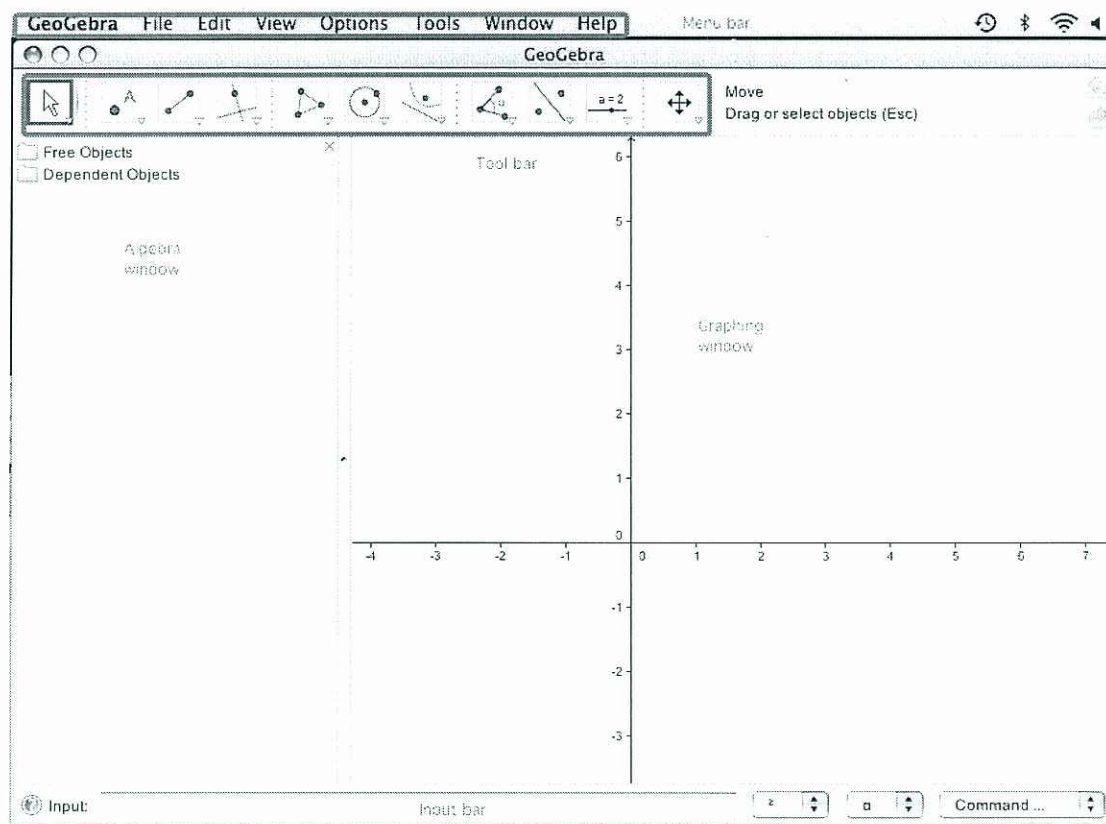 GeoGebra File Edit View Options Tools Window Help Menu bar
GeoGebra
A a=2 Move
Drag or select objects (Esc)
Free Objects
Dependent Objects
Tool bar
Algebra
window
Graphing
window
6
5
4
3
2
1
0
-4 -3 -2 -1 0 1 2 3 4 5 6 7
-1
-2
-3
Input: Input bar Command ...